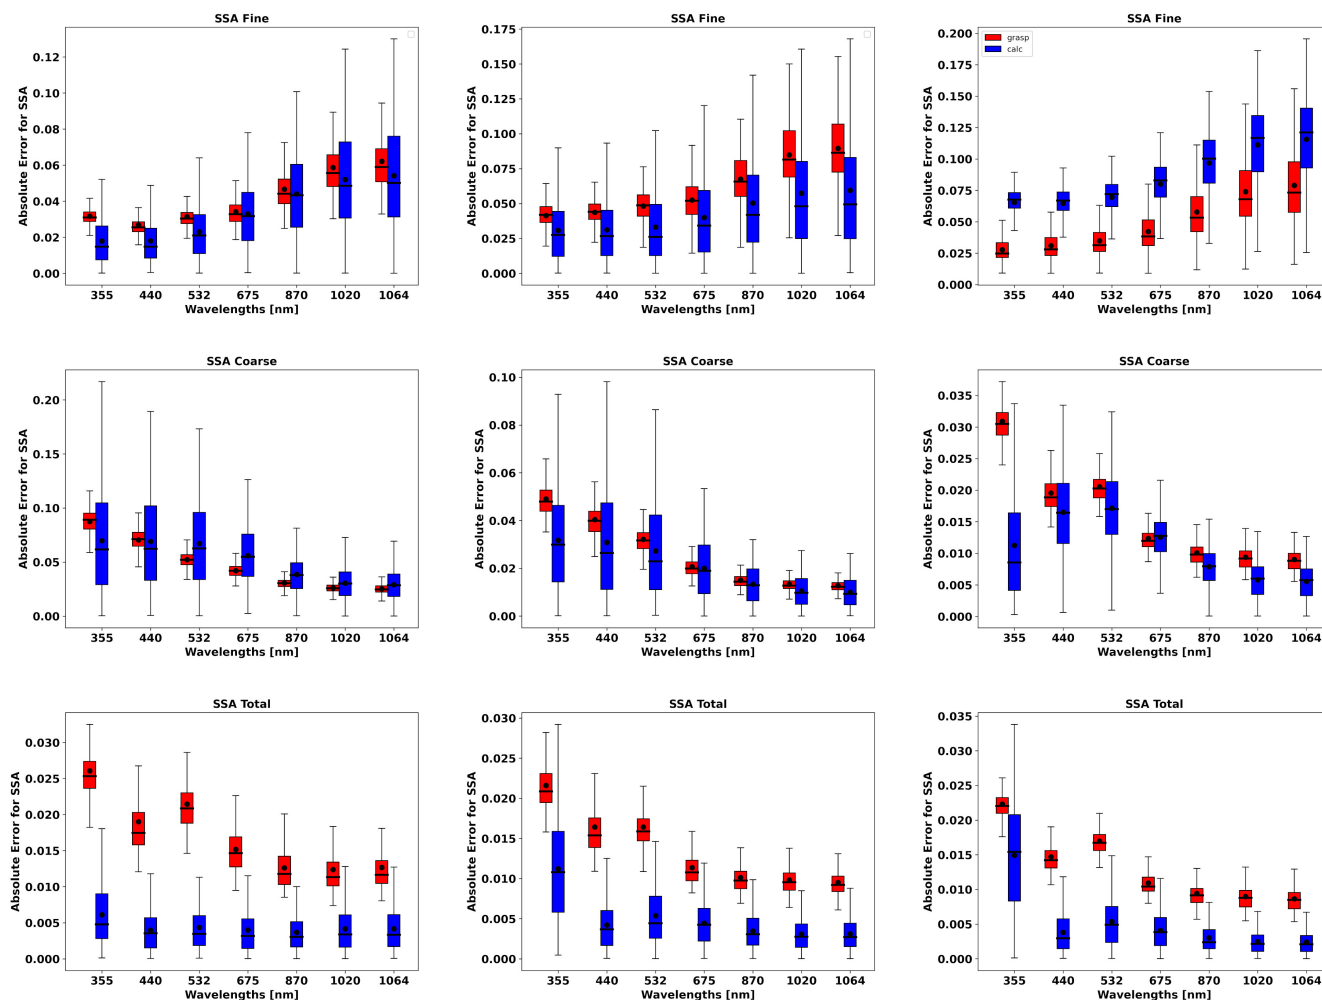 SSA Fine
Absolute Error for SSA
0.12
0.10
0.08
0.06
0.04
0.02
0.00
355 440 532 675 870 1020 1064
Wavelengths [nm]
SSA Fine
Absolute Error for SSA
0.175
0.150
0.125
0.100
0.075
0.050
0.025
0.000
355 440 532 675 870 1020 1064
Wavelengths [nm]
SSA Fine
grasp
calc
Absolute Error for SSA
0.200
0.175
0.150
0.125
0.100
0.075
0.050
0.025
0.000
355 440 532 675 870 1020 1064
Wavelengths [nm]
SSA Coarse
Absolute Error for SSA
0.20
0.15
0.10
0.05
0.00
355 440 532 675 870 1020 1064
Wavelengths [nm]
SSA Coarse
Absolute Error for SSA
0.10
0.08
0.06
0.04
0.02
0.00
355 440 532 675 870 1020 1064
Wavelengths [nm]
SSA Coarse
Absolute Error for SSA
0.035
0.030
0.025
0.020
0.015
0.010
0.005
0.000
355 440 532 675 870 1020 1064
Wavelengths [nm]
SSA Total
Absolute Error for SSA
0.030
0.025
0.020
0.015
0.010
0.005
0.000
355 440 532 675 870 1020 1064
Wavelengths [nm]
SSA Total
Absolute Error for SSA
0.030
0.025
0.020
0.015
0.010
0.005
0.000
355 440 532 675 870 1020 1064
Wavelengths [nm]
SSA Total
Absolute Error for SSA
0.035
0.030
0.025
0.020
0.015
0.010
0.005
0.000
355 440 532 675 870 1020 1064
Wavelengths [nm]